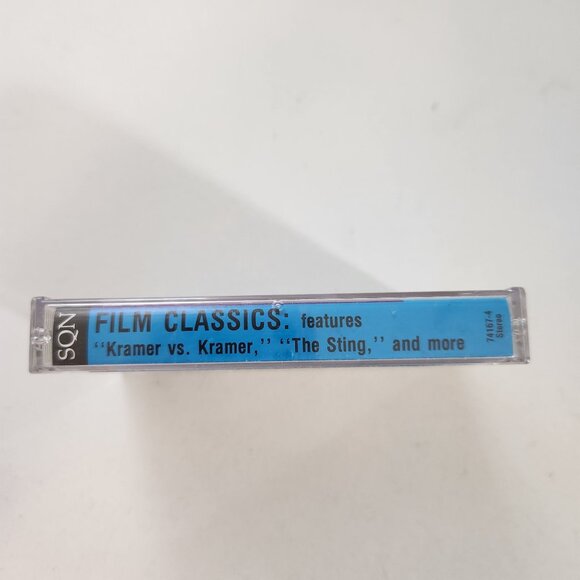 SQN
FILM CLASSICS: features
"Kramer vs. Kramer," "The Sting," and more
74167-4
Stereo